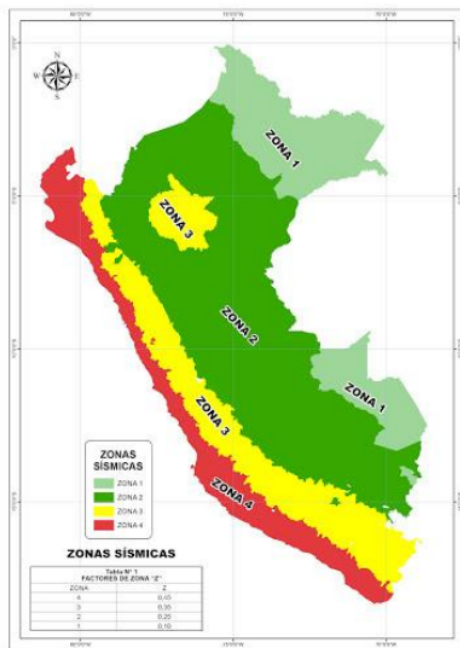 N
W E
S
ZONA 1
ZONA 3
ZONA 2
ZONA 1
ZONA 3
ZONA 4
ZONAS
SÍSMICAS
ZONA 1
ZONA 2
ZONA 3
ZONA 4
ZONAS SÍSMICAS
Tabla N° 1
FACTORES DE ZONA "Z"
ZONA Z
4 0,45
3 0,35
2 0,25
1 0,10